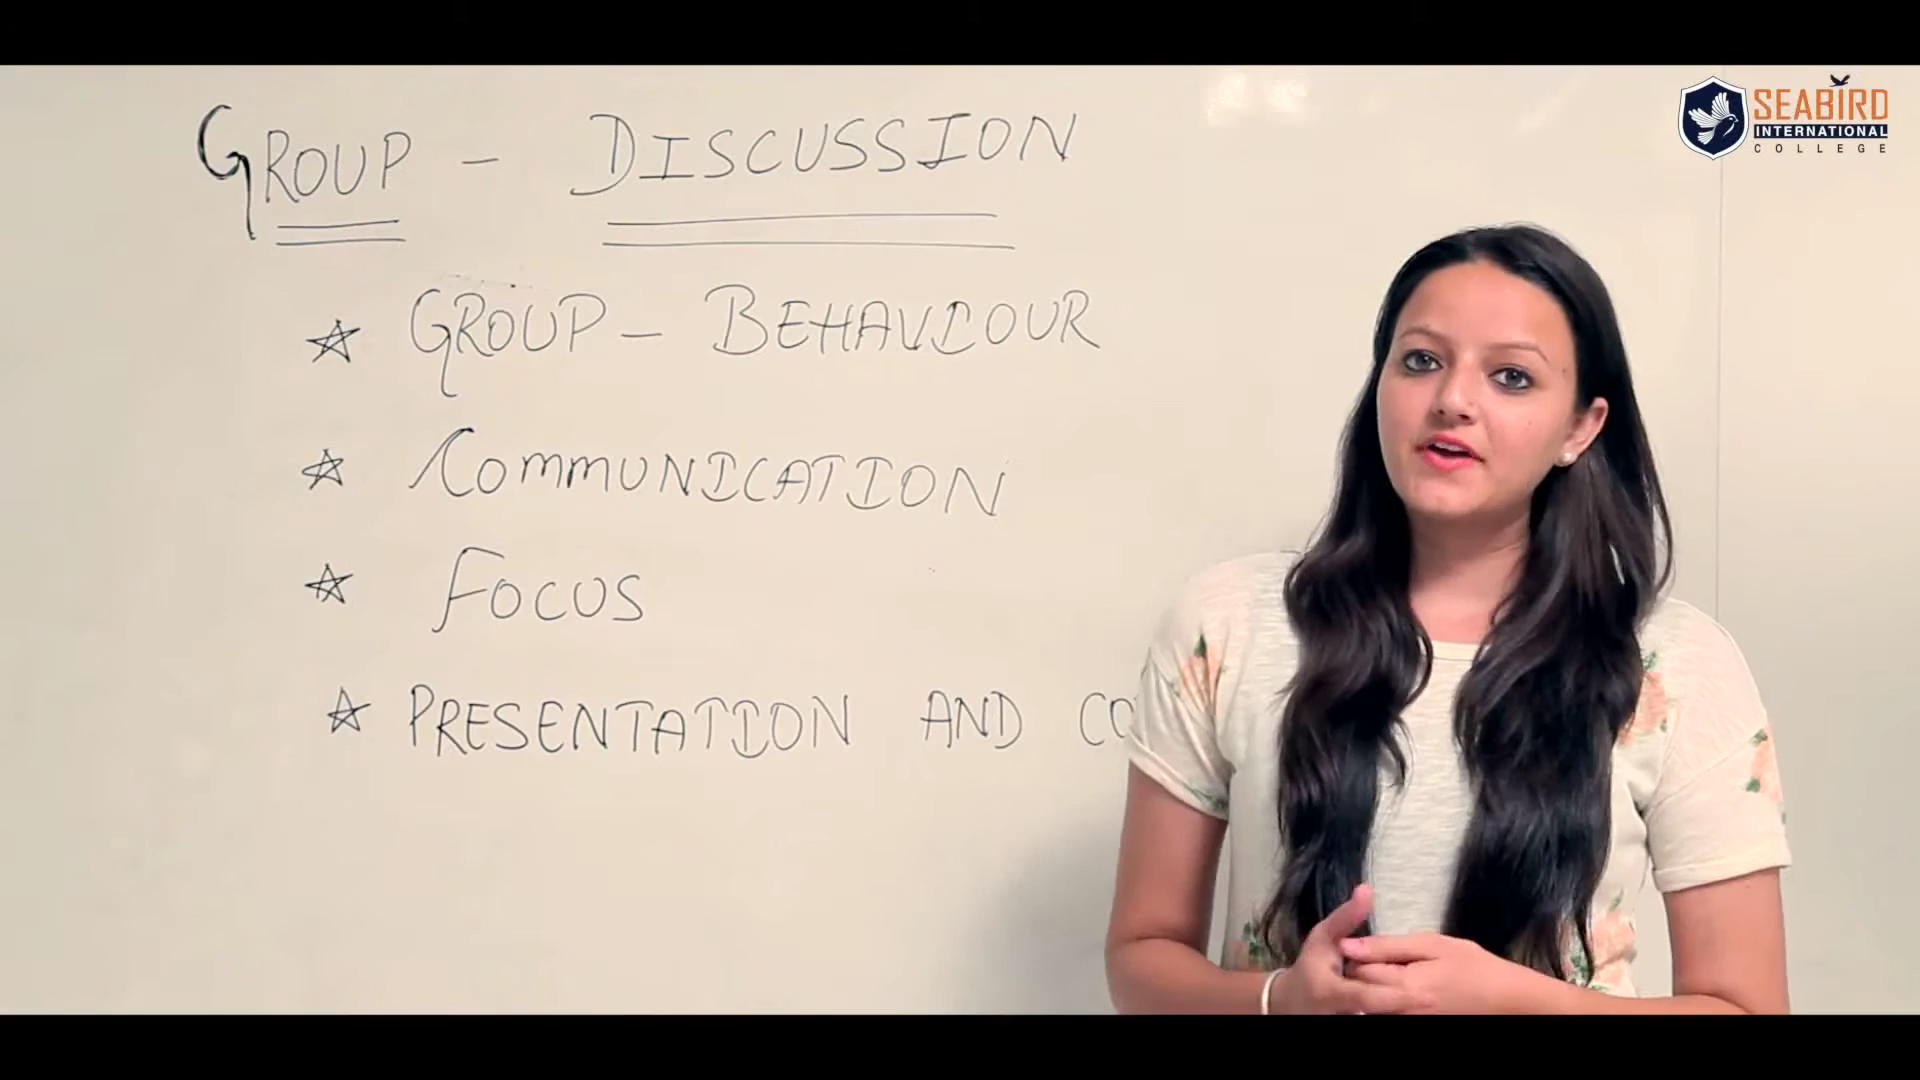 GROUP - DISCUSSION
SEABIRD
INTERNATIONAL
COLLEGE
☆ GROUP - BEHAVIOUR
☆ COMMUNICATION
☆ FOCUS
☆ PRESENTATION AND